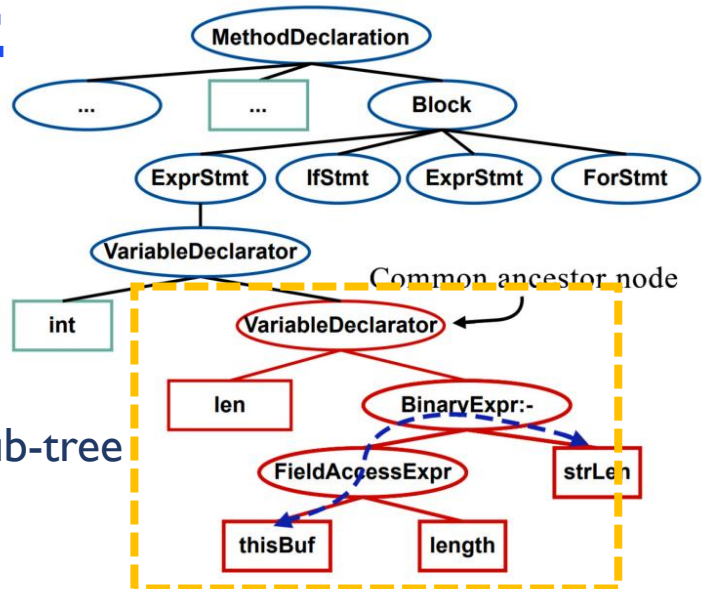 MethodDeclaration
... ... Block
ExprStmt IfStmt ExprStmt ForStmt
VariableDeclarator
Common ancestor node
int VariableDeclarator
len BinaryExpr:-
ub-tree
FieldAccessExpr strLen
thisBuf length